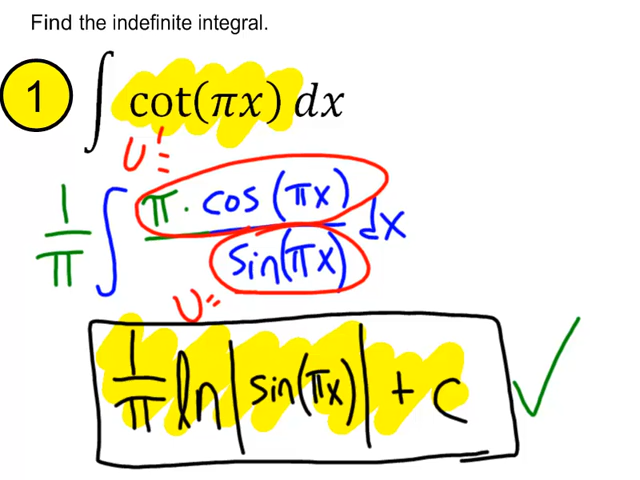 Find the indefinite integral.
1 ∫ cot(πx) dx
U' =
1/π ∫ π · cos(πx) / sin(πx) dx
U =
1/π ln|sin(πx)| + C ✓